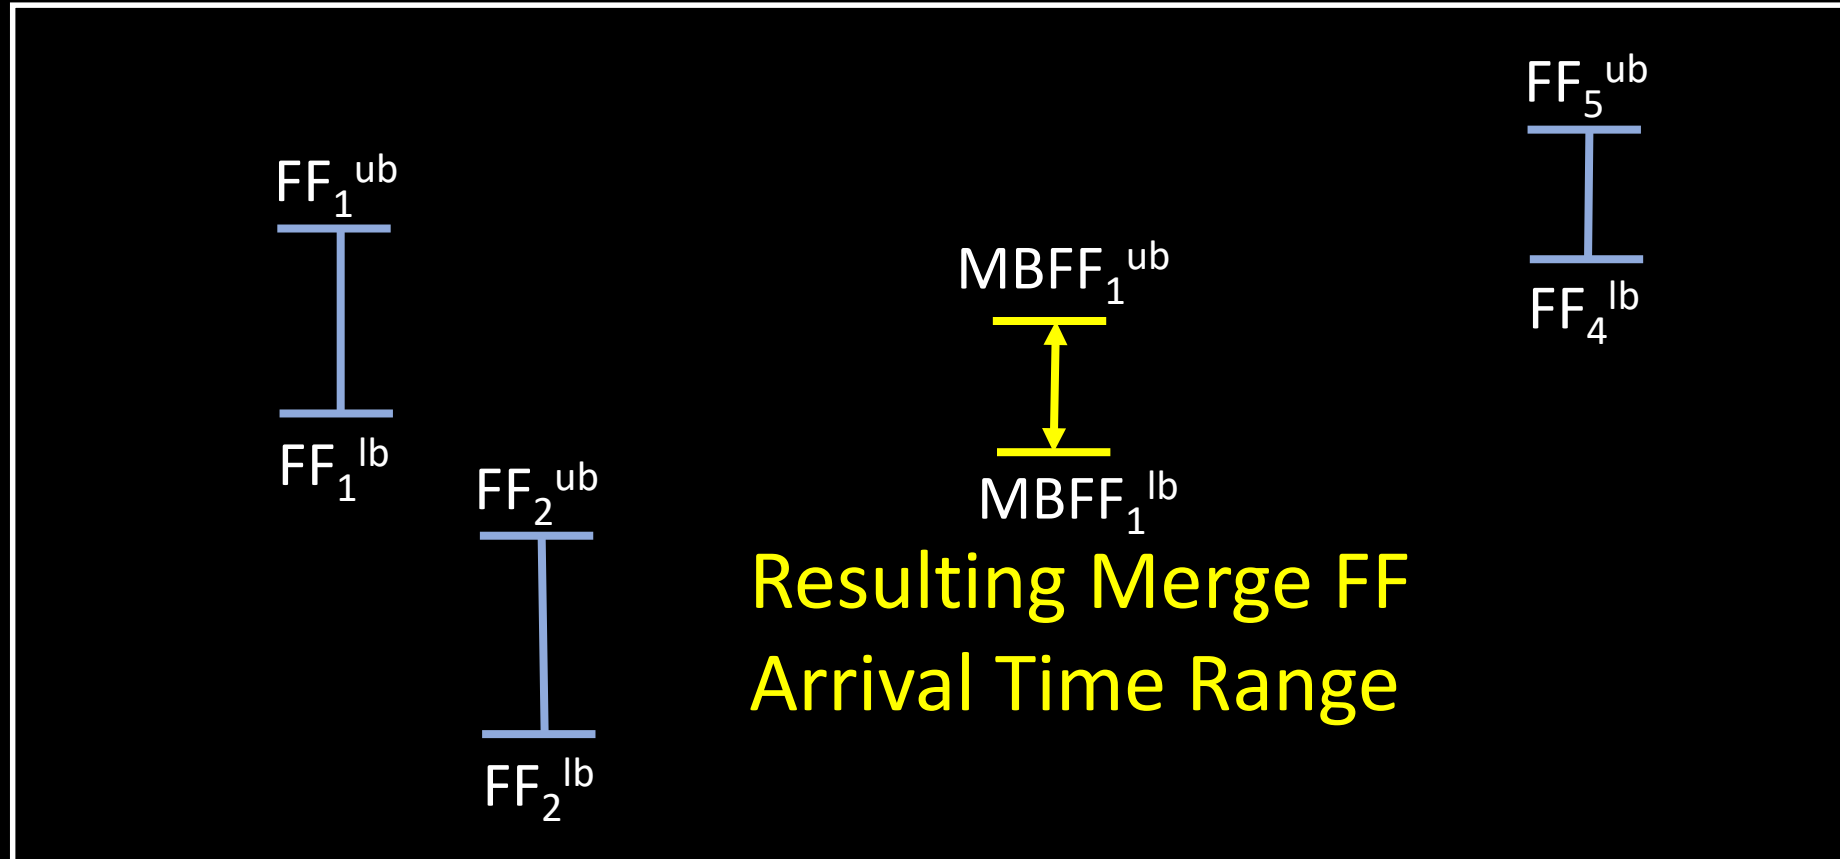 FF₅ᵘᵇ
FF₁ᵘᵇ
MBFF₁ᵘᵇ
FF₄ˡᵇ
FF₁ˡᵇ
FF₂ᵘᵇ
MBFF₁ˡᵇ
Resulting Merge FF
Arrival Time Range
FF₂ˡᵇ